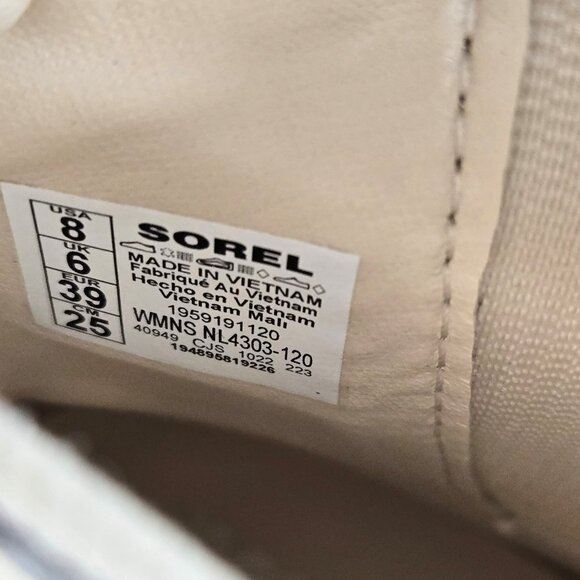 USA
8
UK
6
EUR
39
CM
25
SOREL
MADE IN VIETNAM
Fabriqué Au Vietnam
Hecho en Vietnam
Vietnam Malı
1959191120
WMNS NL4303-120
40949 CJS 1022 223
194895819226